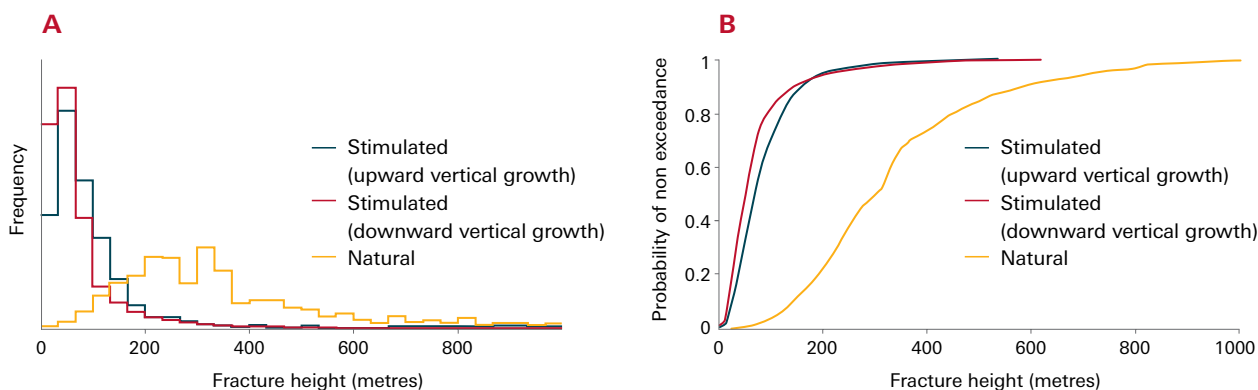 A
Frequency
Stimulated
(upward vertical growth)
Stimulated
(downward vertical growth)
Natural
0
200
400
600
800
Fracture height (metres)
B
Probability of non exceedance
1
0.8
0.6
0.4
0.2
0
Stimulated
(upward vertical growth)
Stimulated
(downward vertical growth)
Natural
0
200
400
600
800
1000
Fracture height (metres)